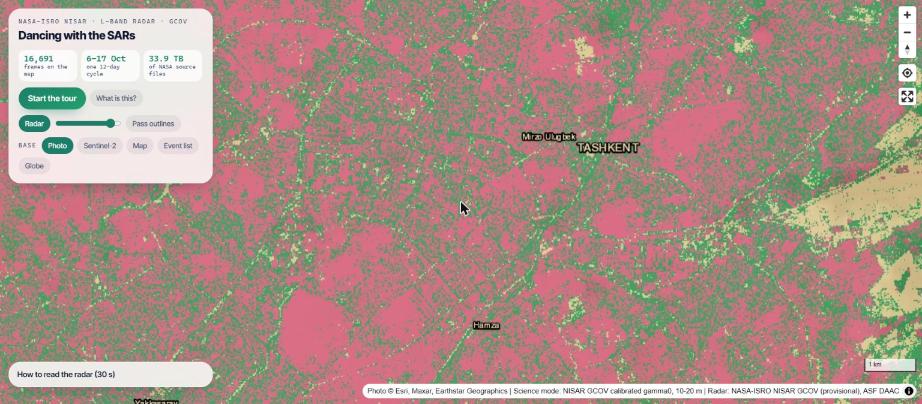 NASA-ISRO NISAR · L-BAND RADAR · GCOV
Dancing with the SARs
16,691
frames on the
map
6–17 Oct
one 12-day
cycle
33.9 TB
of NASA source
files
Start the tour
What is this?
Radar
Pass outlines
BASE
Photo
Sentinel-2
Map
Event list
Globe
Mirzo Ulugbek
TASHKENT
Hamza
1 km
How to read the radar (30 s)
Photo © Esri, Maxar, Earthstar Geographics | Science mode: NISAR GCOV calibrated gamma0, 10-20 m | Radar: NASA-ISRO NISAR GCOV (provisional), ASF DAAC